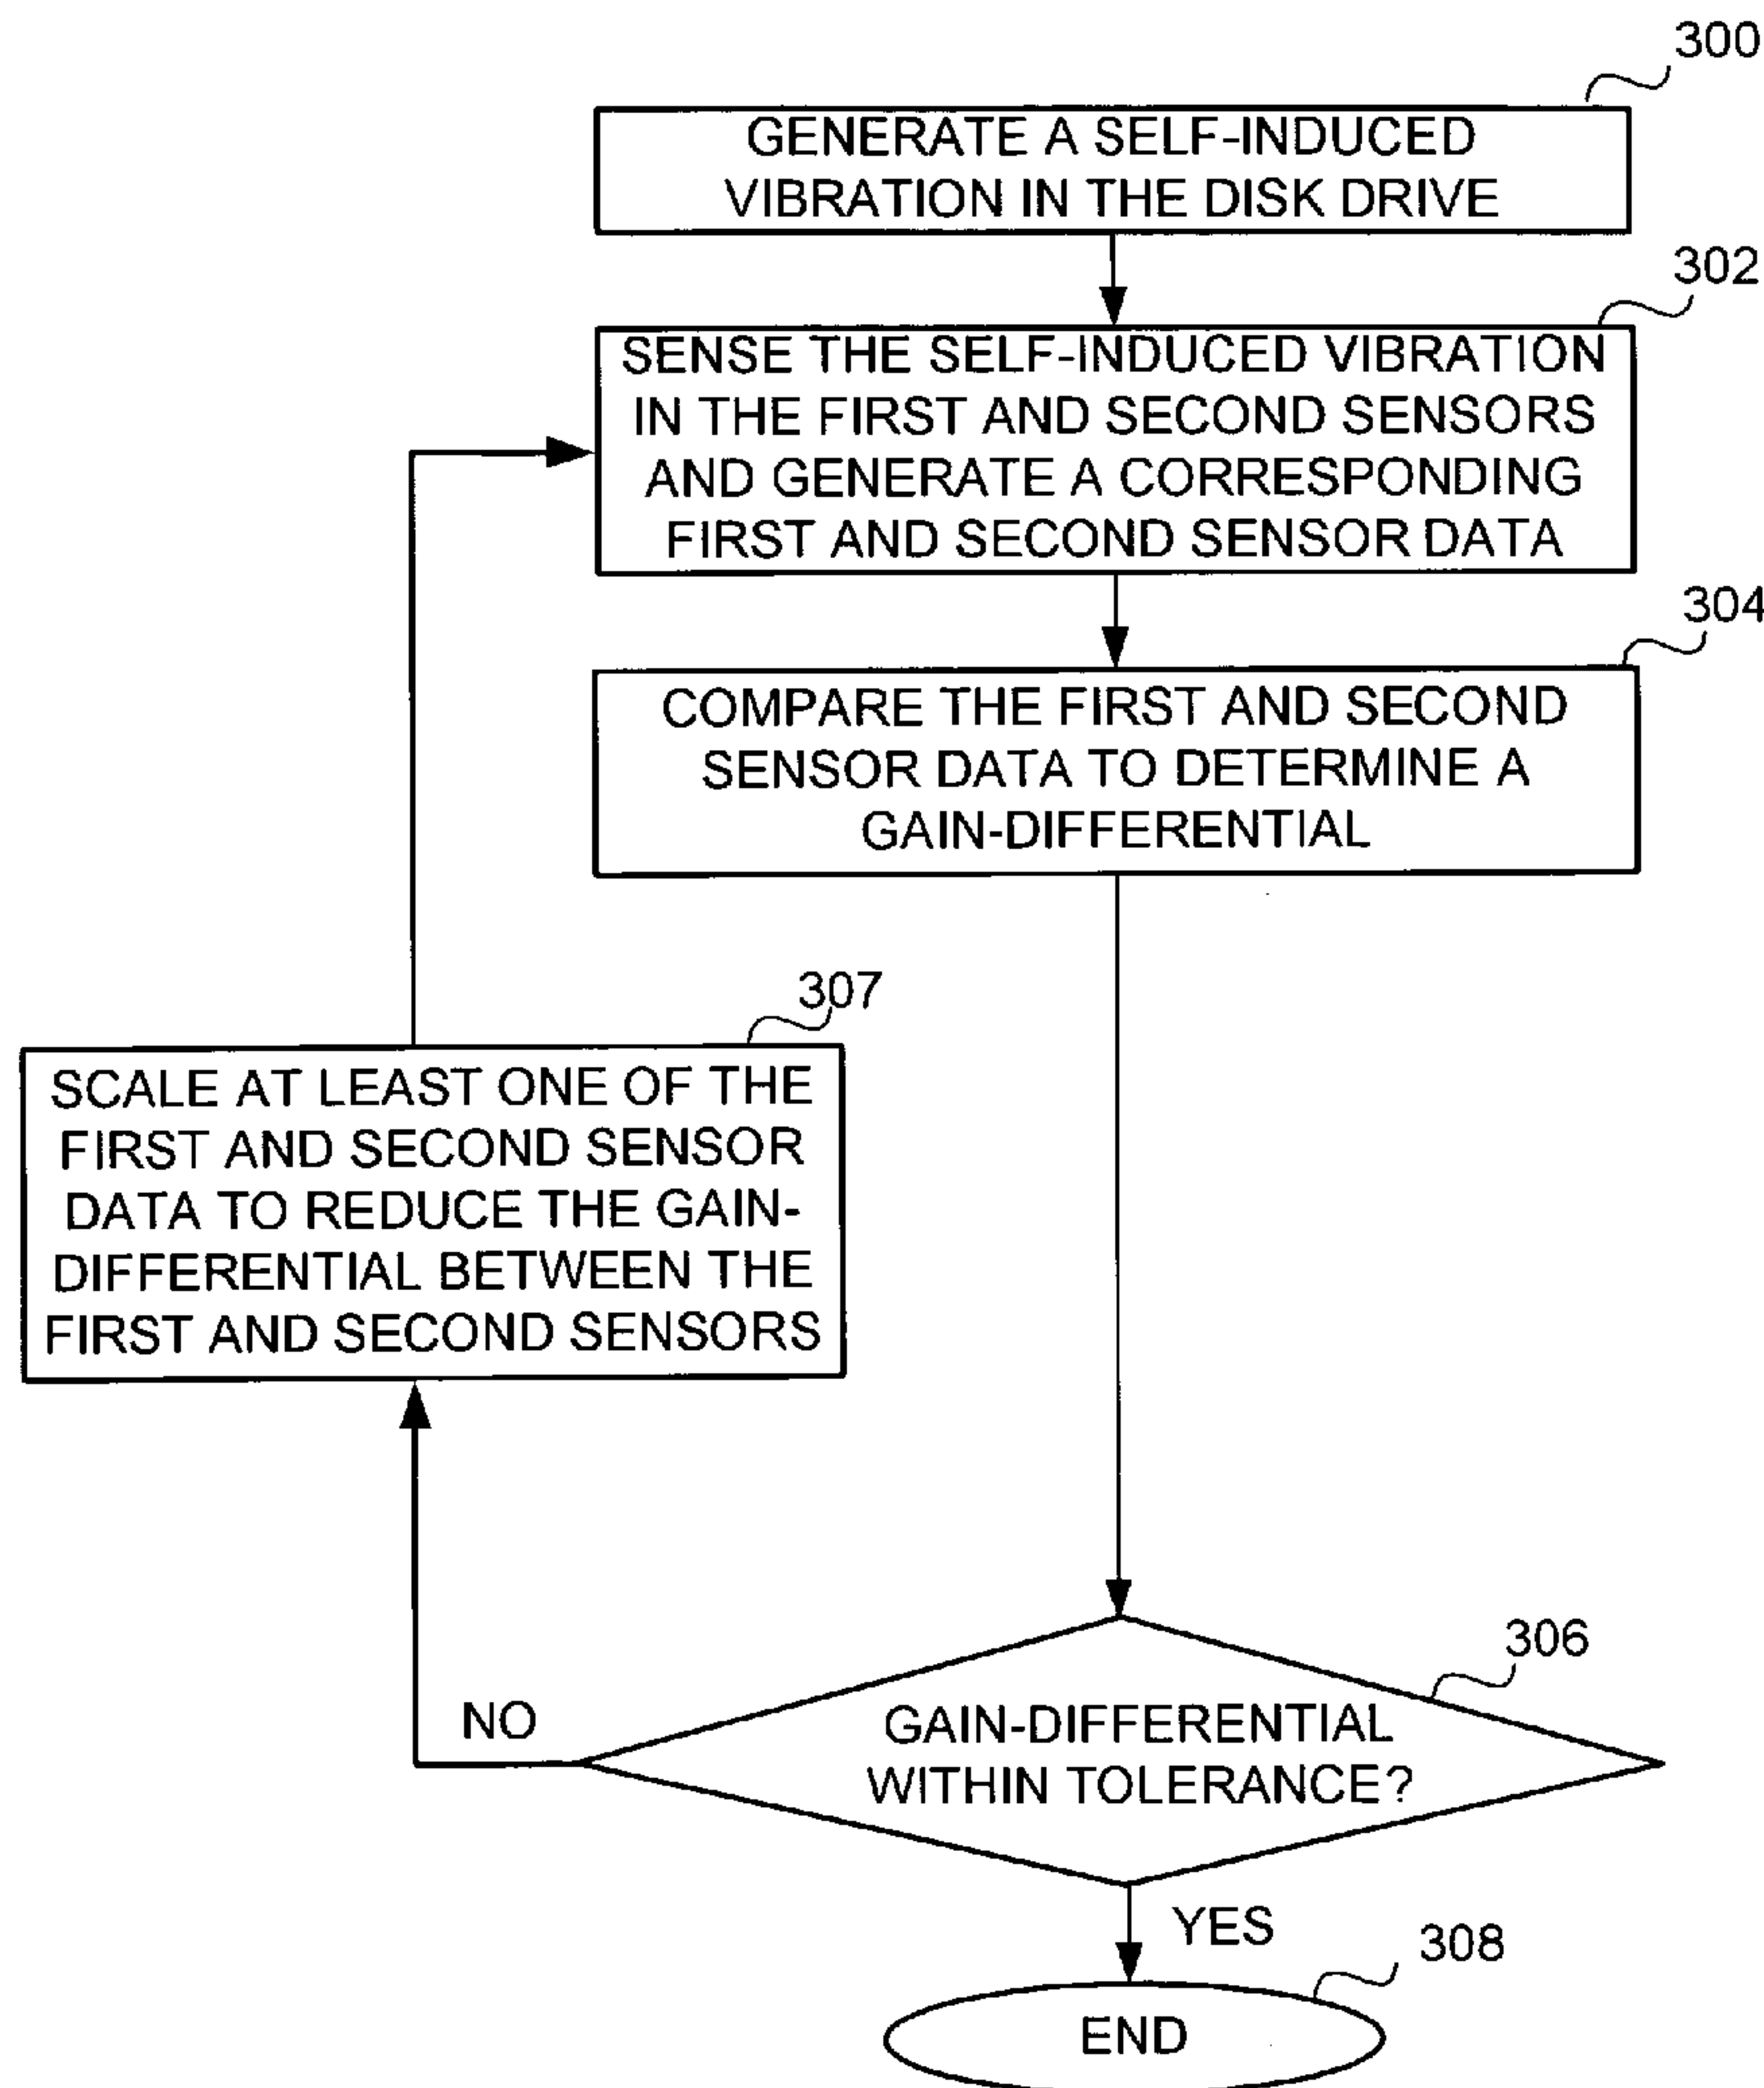 300
GENERATE A SELF-INDUCED
VIBRATION IN THE DISK DRIVE
302
SENSE THE SELF-INDUCED VIBRATION
IN THE FIRST AND SECOND SENSORS
AND GENERATE A CORRESPONDING
FIRST AND SECOND SENSOR DATA
304
COMPARE THE FIRST AND SECOND
SENSOR DATA TO DETERMINE A
GAIN-DIFFERENTIAL
307
SCALE AT LEAST ONE OF THE
FIRST AND SECOND SENSOR
DATA TO REDUCE THE GAIN-
DIFFERENTIAL BETWEEN THE
FIRST AND SECOND SENSORS
306
NO
GAIN-DIFFERENTIAL
WITHIN TOLERANCE?
YES
308
END